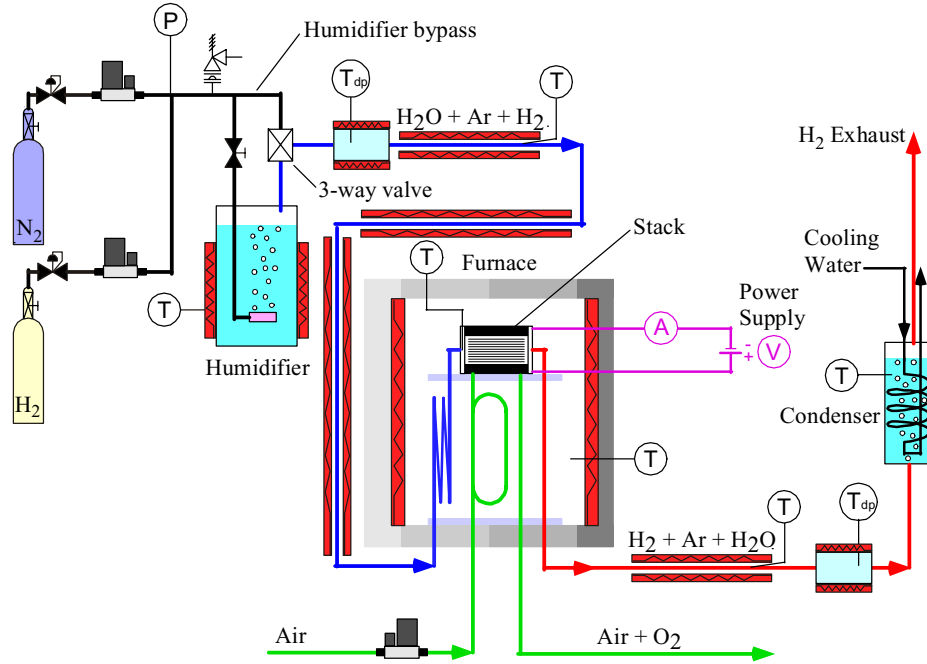 P
Humidifier bypass
Tdp
T
H2O + Ar + H2.
H2 Exhaust
3-way valve
N2
Stack
Cooling
Water
T
Furnace
Power
Supply
T
A
- +
V
Humidifier
H2
T
Condenser
T
T
Tdp
H2 + Ar + H2O
Air
Air + O2